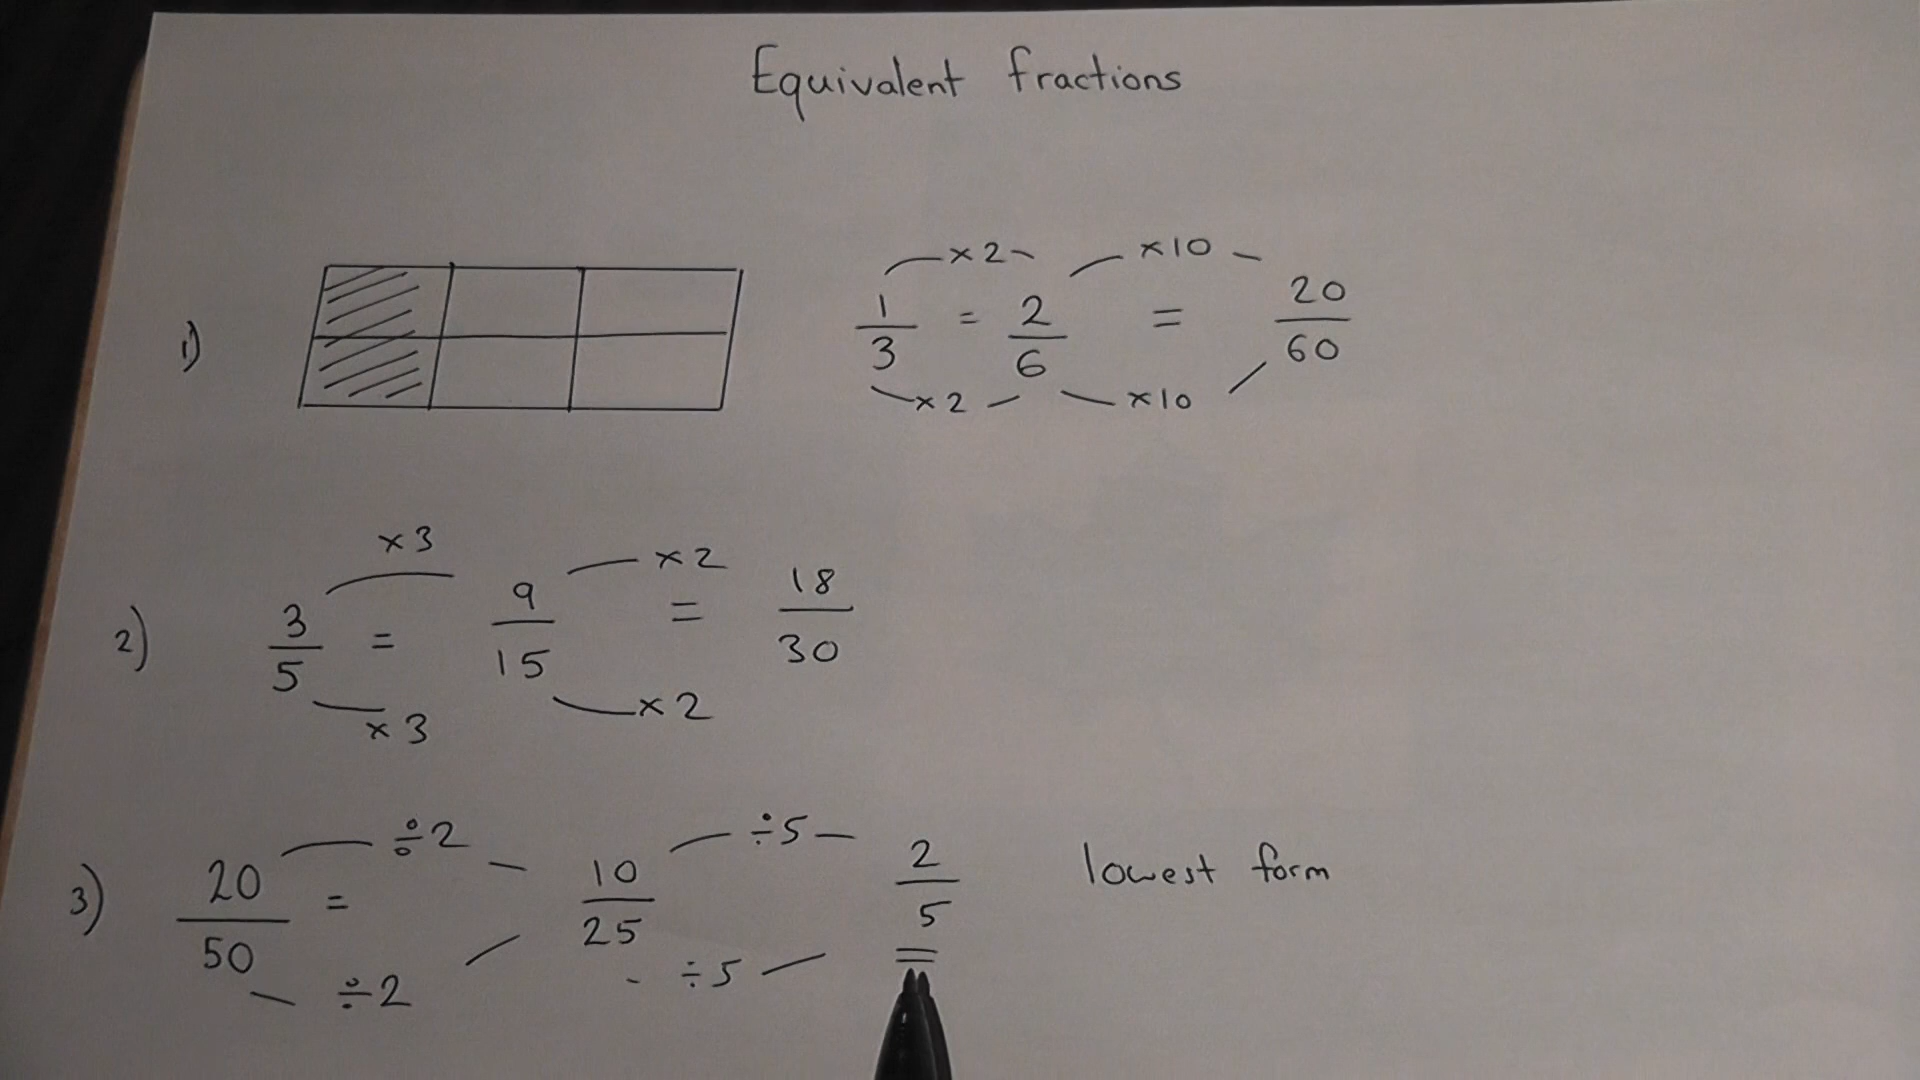 Equivalent fractions
1)
×2 ×10
1/3 = 2/6 = 20/60
×2 ×10
2)
×3 ×2
3/5 = 9/15 = 18/30
×3 ×2
3)
÷2 ÷5
20/50 = 10/25 2/5 lowest form
÷2 ÷5